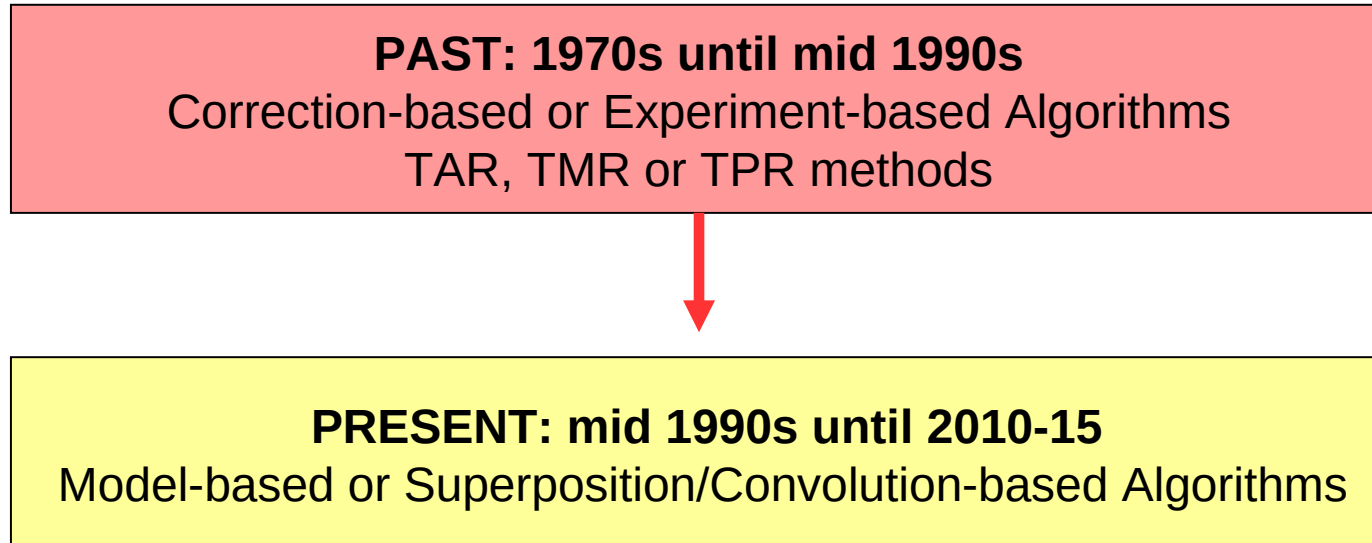 PAST: 1970s until mid 1990s
Correction-based or Experiment-based Algorithms
TAR, TMR or TPR methods
PRESENT: mid 1990s until 2010-15
Model-based or Superposition/Convolution-based Algorithms